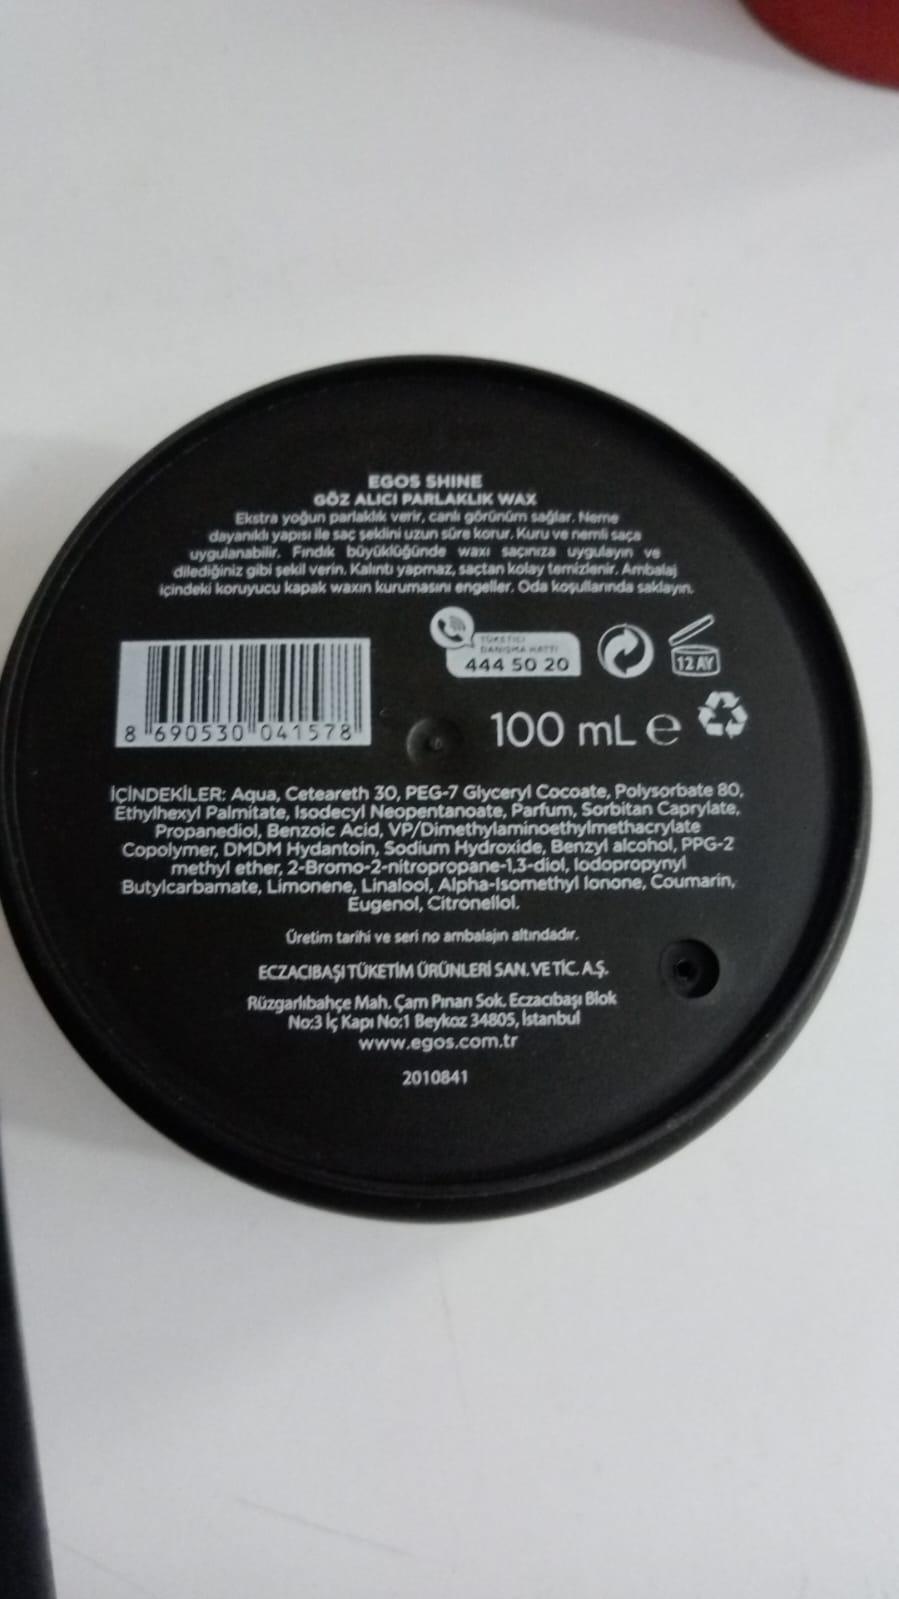 EGOS SHINE
GÖZ ALICI PARLAKLIK WAX
Ekstra yoğun parlaklık verir, canlı görünüm sağlar. Neme
dayanıklı yapısı ile saç şeklini uzun süre korur. Kuru ve nemli saça
uygulanabilir. Fındık büyüklüğünde waxı saçınıza uygulayın ve
dilediğiniz gibi şekil verin. Kalıntı yapmaz, saçtan kolay temizlenir. Ambalaj
içindeki koruyucu kapak waxın kurumasını engeller. Oda koşullarında saklayın.
TÜKETİCİ
DANIŞMA HATTI
444 50 20
12 AY
8 690530 041578
100 mL e
İÇİNDEKİLER: Aqua, Ceteareth 30, PEG-7 Glyceryl Cocoate, Polysorbate 80,
Ethylhexyl Palmitate, Isodecyl Neopentanoate, Parfum, Sorbitan Caprylate,
Propanediol, Benzoic Acid, VP/Dimethylaminoethylmethacrylate
Copolymer, DMDM Hydantoin, Sodium Hydroxide, Benzyl alcohol, PPG-2
methyl ether, 2-Bromo-2-nitropropane-1,3-diol, Iodopropynyl
Butylcarbamate, Limonene, Linalool, Alpha-Isomethyl Ionone, Coumarin,
Eugenol, Citronellol.
Üretim tarihi ve seri no ambalajın altındadır.
ECZACIBAŞI TÜKETİM ÜRÜNLERİ SAN. VE TİC. A.Ş.
Rüzgarlıbahçe Mah. Çam Pınarı Sok. Eczacıbaşı Blok
No:3 İç Kapı No:1 Beykoz 34805, İstanbul
www.egos.com.tr
2010841